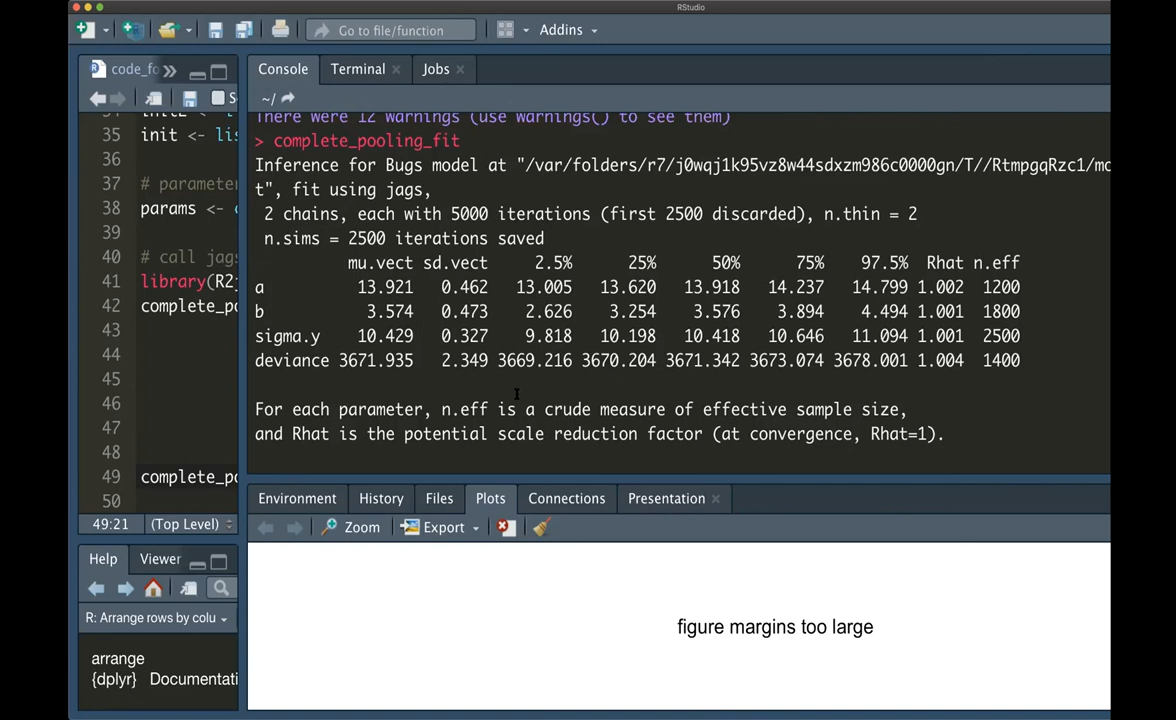 RStudio
Go to file/function
Addins
code_fo
S
35 init <- lis
36
37 # parameter
38 params <- c
39
40 # call jags
41 library(R2j
42 complete_po
43
44
45
46
47
48
49 complete_po
50
49:21 (Top Level)
Help Viewer
R: Arrange rows by colu
arrange
{dplyr} Documentati
Console Terminal Jobs
~/
There were 12 warnings (use warnings() to see them)
> complete_pooling_fit
Inference for Bugs model at "/var/folders/r7/j0wqj1k95vz8w44sdxzm986c0000gn/T//RtmpgqRzc1/mo
t", fit using jags,
2 chains, each with 5000 iterations (first 2500 discarded), n.thin = 2
n.sims = 2500 iterations saved
mu.vect sd.vect 2.5% 25% 50% 75% 97.5% Rhat n.eff
a 13.921 0.462 13.005 13.620 13.918 14.237 14.799 1.002 1200
b 3.574 0.473 2.626 3.254 3.576 3.894 4.494 1.001 1800
sigma.y 10.429 0.327 9.818 10.198 10.418 10.646 11.094 1.001 2500
deviance 3671.935 2.349 3669.216 3670.204 3671.342 3673.074 3678.001 1.004 1400
For each parameter, n.eff is a crude measure of effective sample size,
and Rhat is the potential scale reduction factor (at convergence, Rhat=1).
Environment History Files Plots Connections Presentation
Zoom Export
figure margins too large